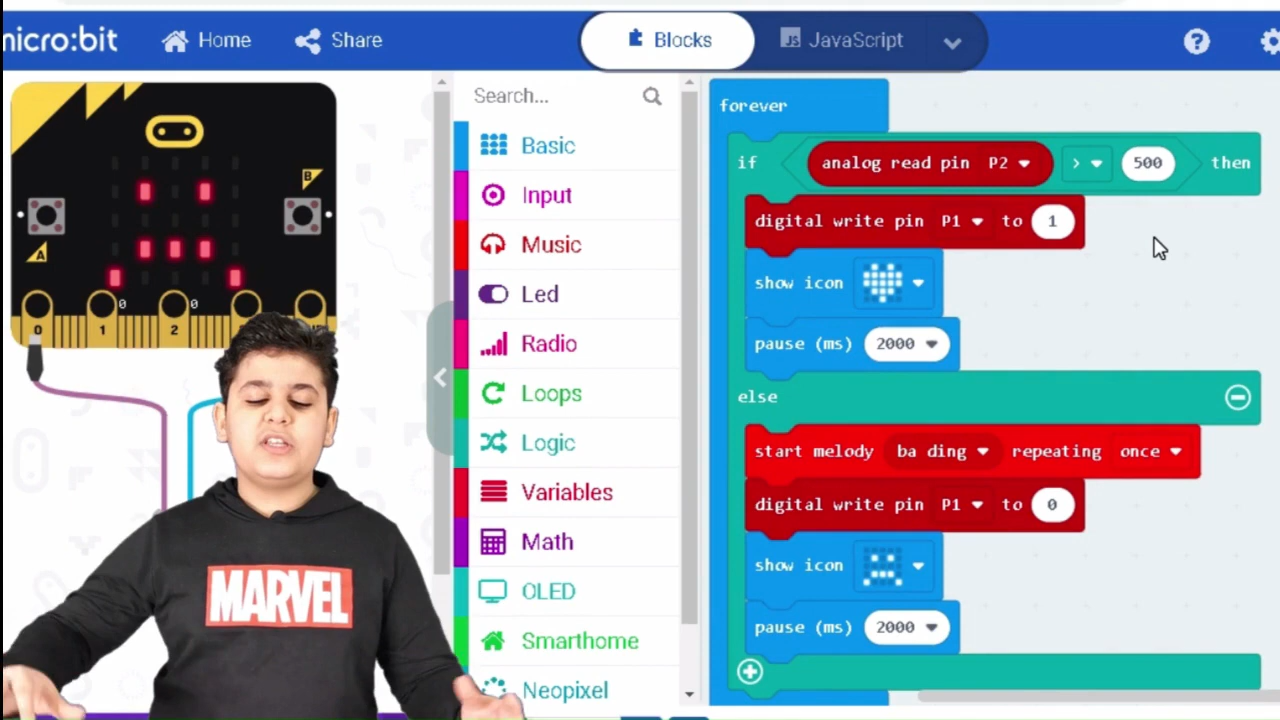 micro:bit
Home
Share
Blocks
JS JavaScript
?
Search...
Basic
Input
Music
Led
Radio
Loops
Logic
Variables
Math
OLED
Smarthome
Neopixel
forever
if analog read pin P2 > 500 then
digital write pin P1 to 1
show icon
pause (ms) 2000
else
start melody ba ding repeating once
digital write pin P1 to 0
show icon
pause (ms) 2000
B
A
0 0
0 1 2
MARVEL